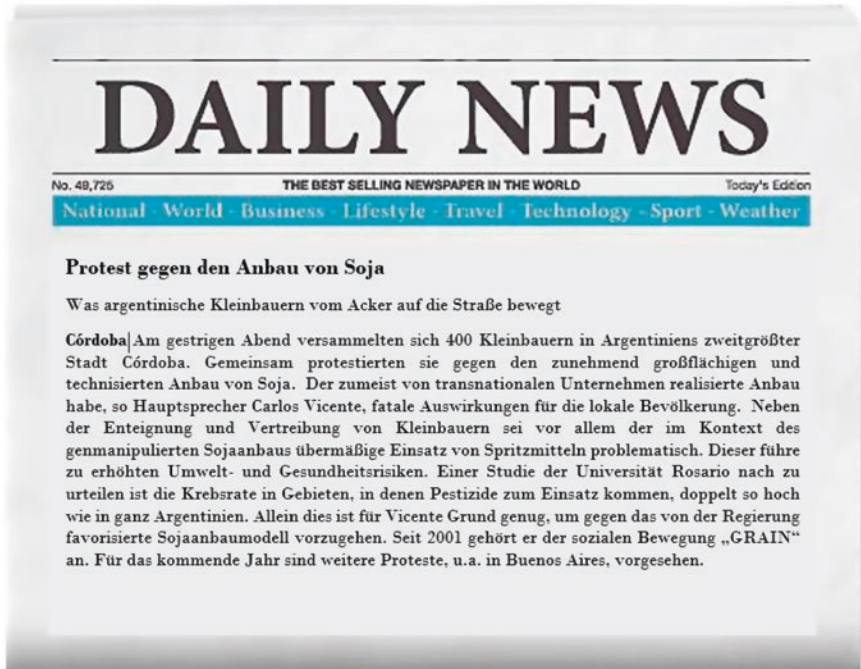 DAILY NEWS
No. 49,725 THE BEST SELLING NEWSPAPER IN THE WORLD Today's Edition
National - World - Business - Lifestyle - Travel - Technology - Sport - Weather
Protest gegen den Anbau von Soja
Was argentinische Kleinbauern vom Acker auf die Straße bewegt
Córdoba|Am gestrigen Abend versammelten sich 400 Kleinbauern in Argentiniens zweitgrößter
Stadt Córdoba. Gemeinsam protestierten sie gegen den zunehmend großflächigen und
technisierten Anbau von Soja. Der zumeist von transnationalen Unternehmen realisierte Anbau
habe, so Hauptsprecher Carlos Vicente, fatale Auswirkungen für die lokale Bevölkerung. Neben
der Enteignung und Vertreibung von Kleinbauern sei vor allem der im Kontext des
genmanipulierten Sojaanbaus übermäßige Einsatz von Spritzmitteln problematisch. Dieser führe
zu erhöhten Umwelt- und Gesundheitsrisiken. Einer Studie der Universität Rosario nach zu
urteilen ist die Krebsrate in Gebieten, in denen Pestizide zum Einsatz kommen, doppelt so hoch
wie in ganz Argentinien. Allein dies ist für Vicente Grund genug, um gegen das von der Regierung
favorisierte Sojaanbaumodell vorzugehen. Seit 2001 gehört er der sozialen Bewegung „GRAIN“
an. Für das kommende Jahr sind weitere Proteste, u.a. in Buenos Aires, vorgesehen.